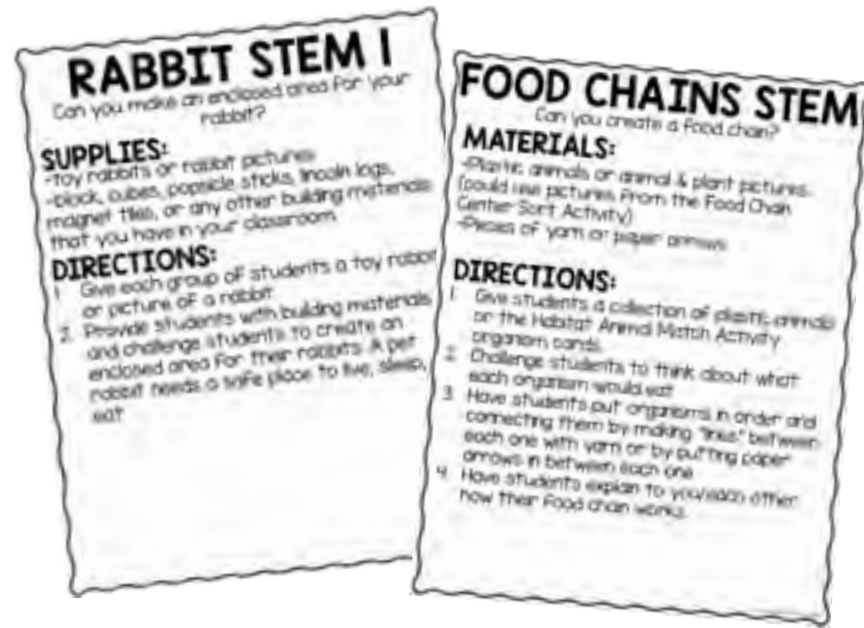 RABBIT STEM 1
Can you make an enclosed area for your
rabbit?
SUPPLIES:
-toy rabbits or rabbit pictures
-block, cubes, popsicle sticks, lincoln logs,
magnet tiles, or any other building materials
that you have in your classroom
DIRECTIONS:
1. Give each group of students a toy rabbit
or picture of a rabbit
2. Provide students with building materials
and challenge students to create an
enclosed area for their rabbits. A pet
rabbit needs a safe place to live, sleep,
eat
FOOD CHAINS STEM
Can you create a food chain?
MATERIALS:
-Plastic animals or animal & plant pictures
(could use pictures from the Food Chain
Center Sort Activity)
-Pieces of yarn or paper arrows
DIRECTIONS:
1. Give students a collection of plastic animals
or the Habitat Animal Match Activity
organism cards.
2. Challenge students to think about what
each organism would eat
3. Have students put organisms in order and
connecting them by making "lines" between
each one with yarn or by putting paper
arrows in between each one
4. Have students explain to you/each other
how their food chain works.